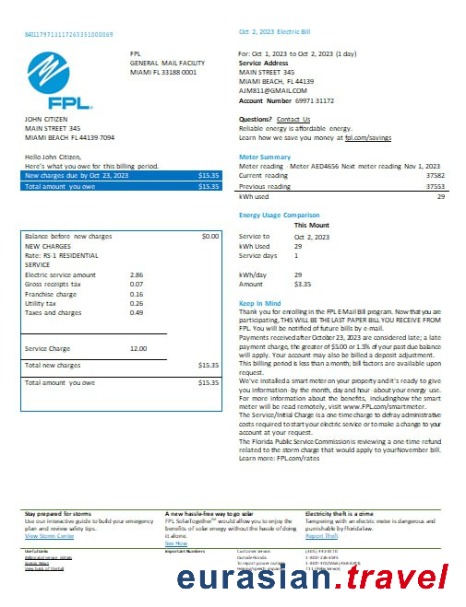 Oct 2, 2023 Electric Bill
FPL
GENERAL MAIL FACILITY
MIAMI FL 33188 0001
FPL.
JOHN CITIZEN
MAIN STREET 345
MIAMI BEACH FL 44139 7094
For: Oct 1, 2023 to Oct 2, 2023 (1 day)
Service Address
MAIN STREET 345
MIAMI BEACH, FL 44139
AJM811@GMAIL.COM
Account Number 69971 31172
Questions? Contact Us
Reliable energy is affordable energy.
Learn how we save you money at fpl.com/savings
Hello John Citizen,
Here's what you owe for this billing period.
New charges due by Oct 23, 2023 $15.35
Total amount you owe $15.35
Meter Summary
Meter reading - Meter AED4656 Next meter reading Nov 1, 2023
Current reading 37582
Previous reading -37553
kWh used 29
Energy Usage Comparison
This Mount
Service to Oct 2, 2023
kWh Used 29
Service days 1
kWh/day 29
Amount $3.35
Balance before new charges $0.00
NEW CHARGES
Rate: RS-1 RESIDENTIAL
SERVICE
Electric service amount 2.86
Gross receipts tax 0.07
Franchise charge 0.16
Utility tax 0.26
Taxes and charges 0.49
Service Charge 12.00
Total new charges $15.35
Total amount you owe $15.35
Keep In Mind
Thank you for enrolling in the FPL E-Mail Bill program. Now that you are
participating, THIS WILL BE THE LAST PAPER BILL YOU RECEIVE FROM
FPL. You will be notified of future bills by e-mail.
Payments received after October 23, 2023 are considered late; a late
payment charge, the greater of $5.00 or 1.5% of your past due balance
will apply. Your account may also be billed a deposit adjustment.
This billing period is less than a month; bill factors are available upon
request.
We've installed a smart meter on your property and it's ready to give
you information - by the month, day and hour - about your energy use.
For more information about the benefits, including how the smart
meter will be read remotely, visit www.FPL.com/smartmeter.
The Service/Initial Charge is a one-time charge to defray administrative
costs required to start your electric service or to make a change to your
account at your request.
The Florida Public Service Commission is reviewing a one time refund
related to the storm charge that would apply to your November bill.
Learn more: FPL.com/rates
Stay prepared for storms
Use our interactive guide to build your emergency
plan and review safety tips.
View Storm Center
A new hassle-free way to go solar
FPL SolarTogether℠ would allow you to enjoy the
benefits of solar energy without the hassle of doing
it alone.
See How
Electricity theft is a crime
Tampering with an electric meter is dangerous and
punishable by florida law.
Report Theft
Important Numbers
Customer Service
eurasian.travel